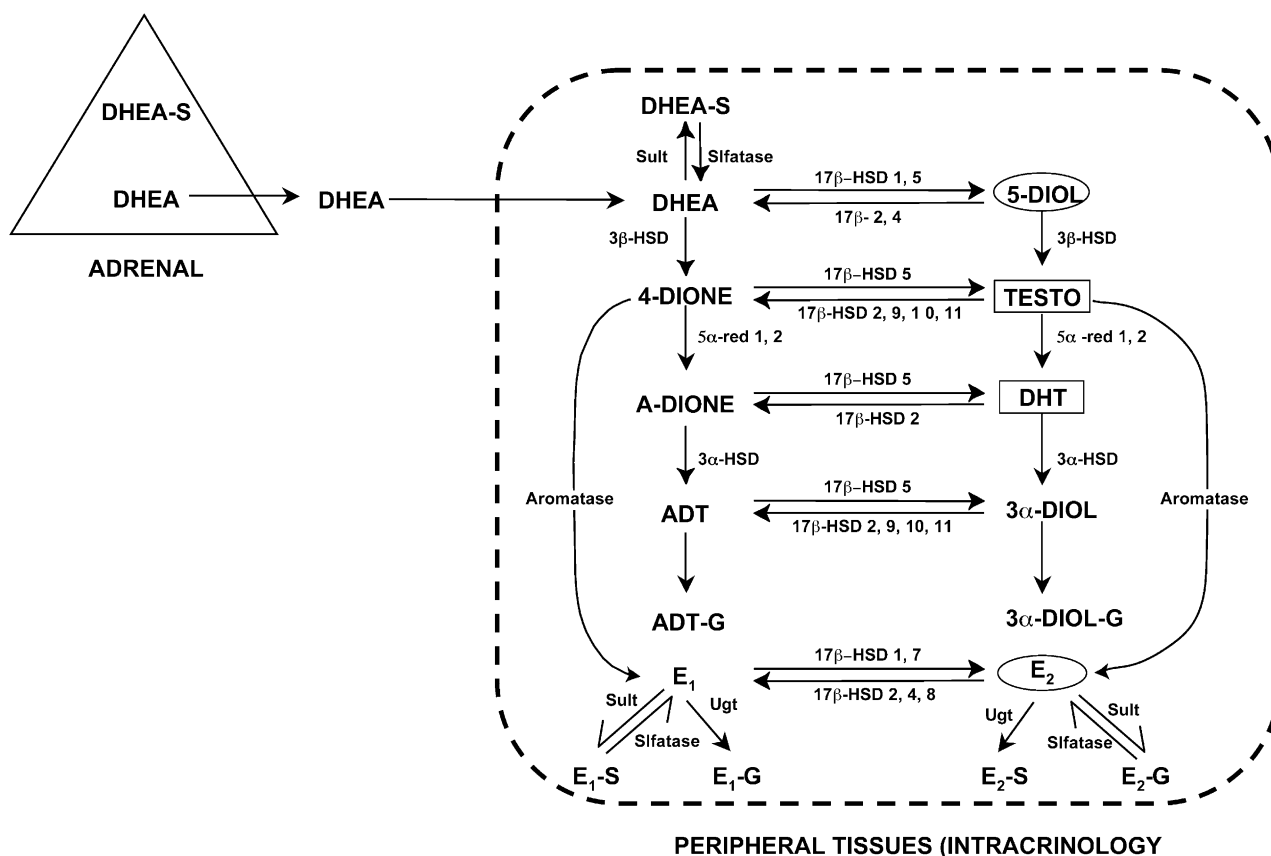 DHEA-S
DHEA
ADRENAL
DHEA
DHEA-S
Sult
Slfatase
DHEA
17β–HSD 1, 5
17β- 2, 4
5-DIOL
3β-HSD
3β-HSD
4-DIONE
17β–HSD 5
17β-HSD 2, 9, 1 0, 11
TESTO
5α-red 1, 2
5α -red 1, 2
A-DIONE
17β–HSD 5
17β-HSD 2
DHT
3α-HSD
3α-HSD
Aromatase
Aromatase
ADT
17β–HSD 5
17β-HSD 2, 9, 10, 11
3α-DIOL
ADT-G
3α-DIOL-G
E1
17β–HSD 1, 7
17β-HSD 2, 4, 8
E2
Sult
Slfatase
Ugt
Ugt
Slfatase
Sult
E1-S
E1-G
E2-S
E2-G
PERIPHERAL TISSUES (INTRACRINOLOGY